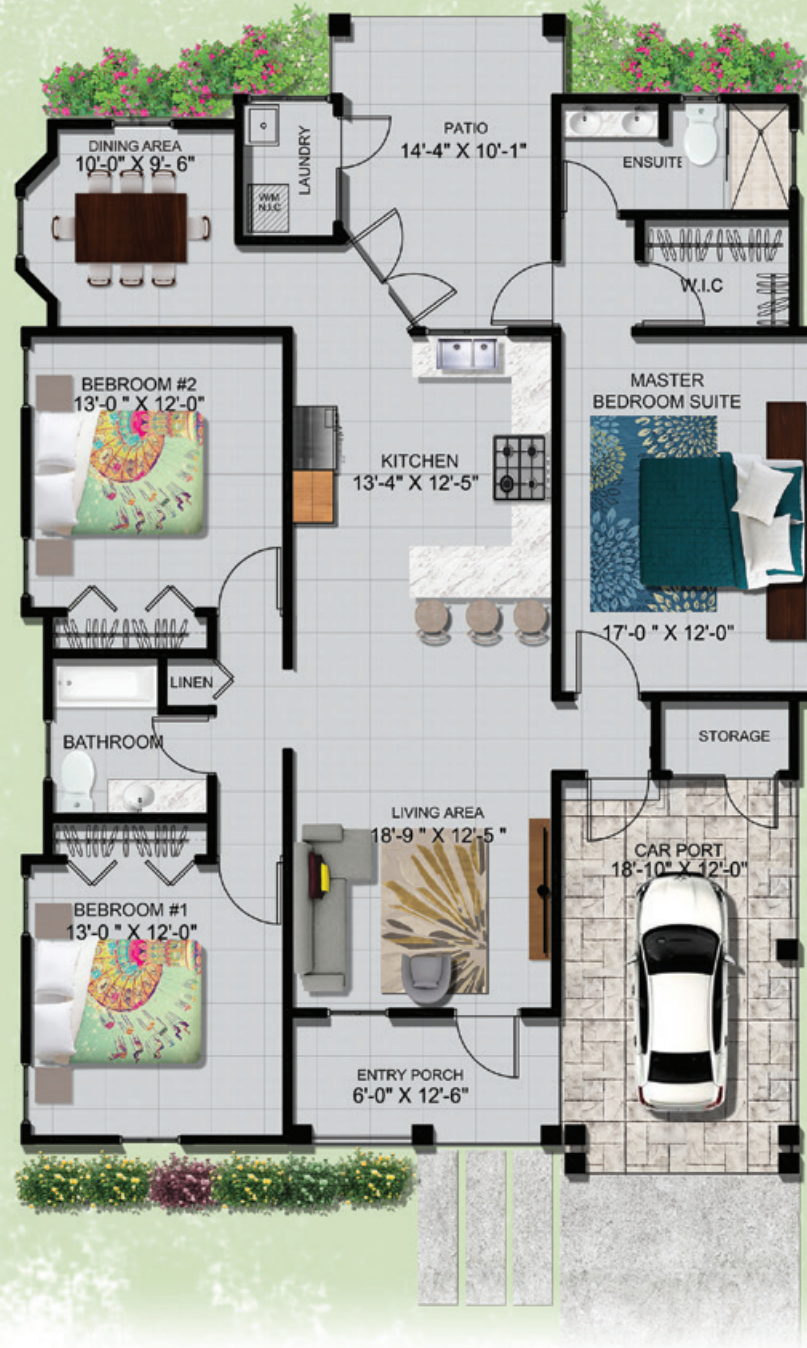 DINING AREA
10'-0" X 9'- 6"
LAUNDRY
W/M
N.I.C
PATIO
14'-4" X 10'-1"
ENSUITE
W.I.C
BEBROOM #2
13'-0 " X 12'-0"
MASTER
BEDROOM SUITE
17'-0 " X 12'-0"
KITCHEN
13'-4" X 12'-5"
LINEN
BATHROOM
STORAGE
LIVING AREA
18'-9 " X 12'-5 "
CAR PORT
18'-10" X 12'-0"
BEBROOM #1
13'-0 " X 12'-0"
ENTRY PORCH
6'-0" X 12'-6"